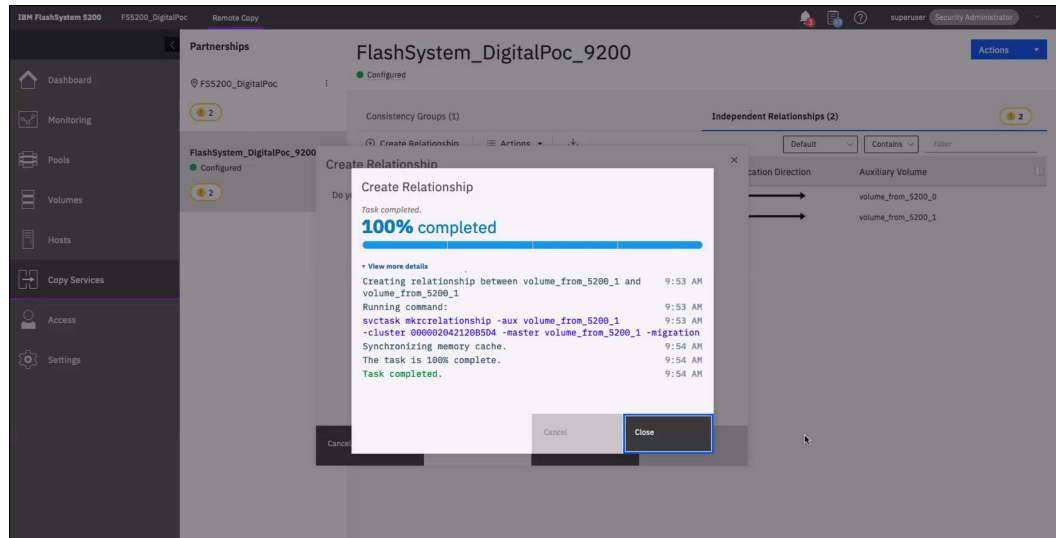 IBM FlashSystem 5200 FS5200_DigitalPoc Remote Copy superuser Security Administrator
Partnerships
FlashSystem_DigitalPoc_9200
Actions
Configured
Dashboard
FS5200_DigitalPoc
2
Monitoring
Consistency Groups (1) Independent Relationships (2) 2
Create Relationship Actions Default Contains Filter
FlashSystem_DigitalPoc_9200
Configured
2
Pools
Create Relationship
cation Direction Auxiliary Volume
Volumes
Do y
volume_from_5200_0
volume_from_5200_1
Hosts
Copy Services
Access
Settings
Create Relationship
Task completed.
100% completed
View more details
Creating relationship between volume_from_5200_1 and 9:53 AM
volume_from_5200_1
Running command: 9:53 AM
svctask mkrcrelationship -aux volume_from_5200_1 9:53 AM
-cluster 000002042120B5D4 -master volume_from_5200_1 -migration
Synchronizing memory cache. 9:54 AM
The task is 100% complete. 9:54 AM
Task completed. 9:54 AM
Cancel Close
Cancel